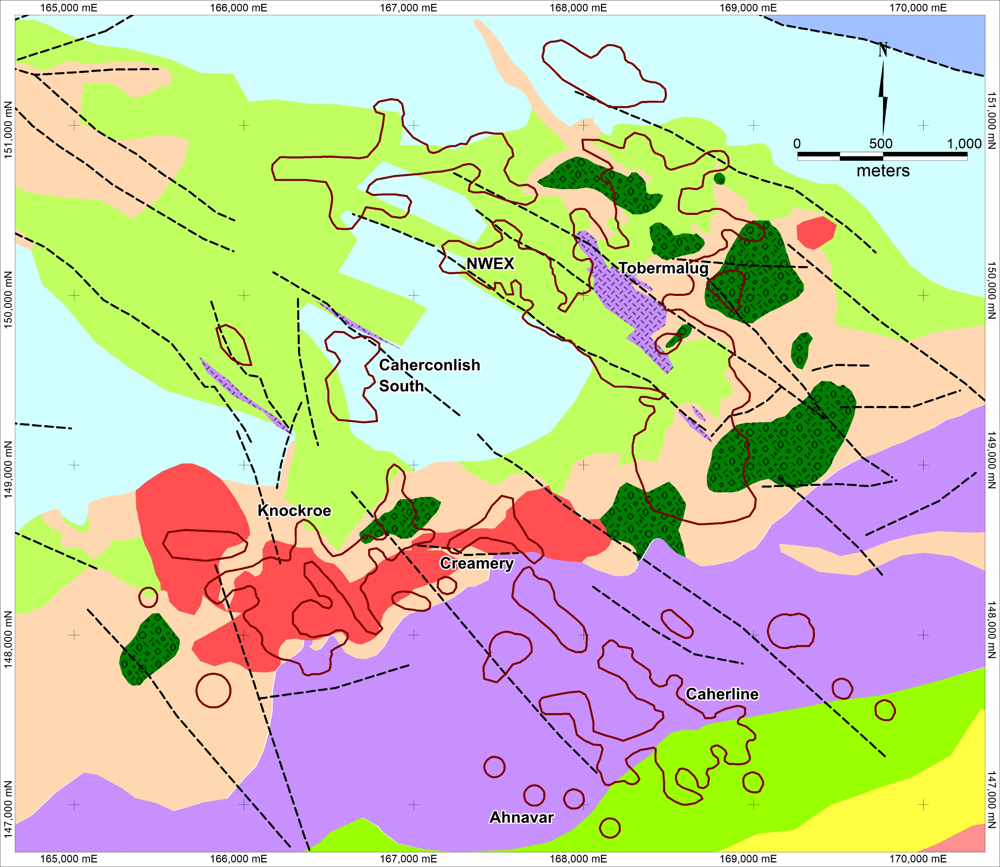 165,000 mE 166,000 mE 167,000 mE 168,000 mE 169,000 mE 170,000 mE
N
151,000 mN
151,000 mN
0 500 1,000
meters
NWEX
Tobermalug
150,000 mN
150,000 mN
Caherconlish
South
149,000 mN
149,000 mN
Knockroe
Creamery
148,000 mN
148,000 mN
Caherline
147,000 mN
147,000 mN
Ahnavar
165,000 mE 166,000 mE 167,000 mE 168,000 mE 169,000 mE 170,000 mE